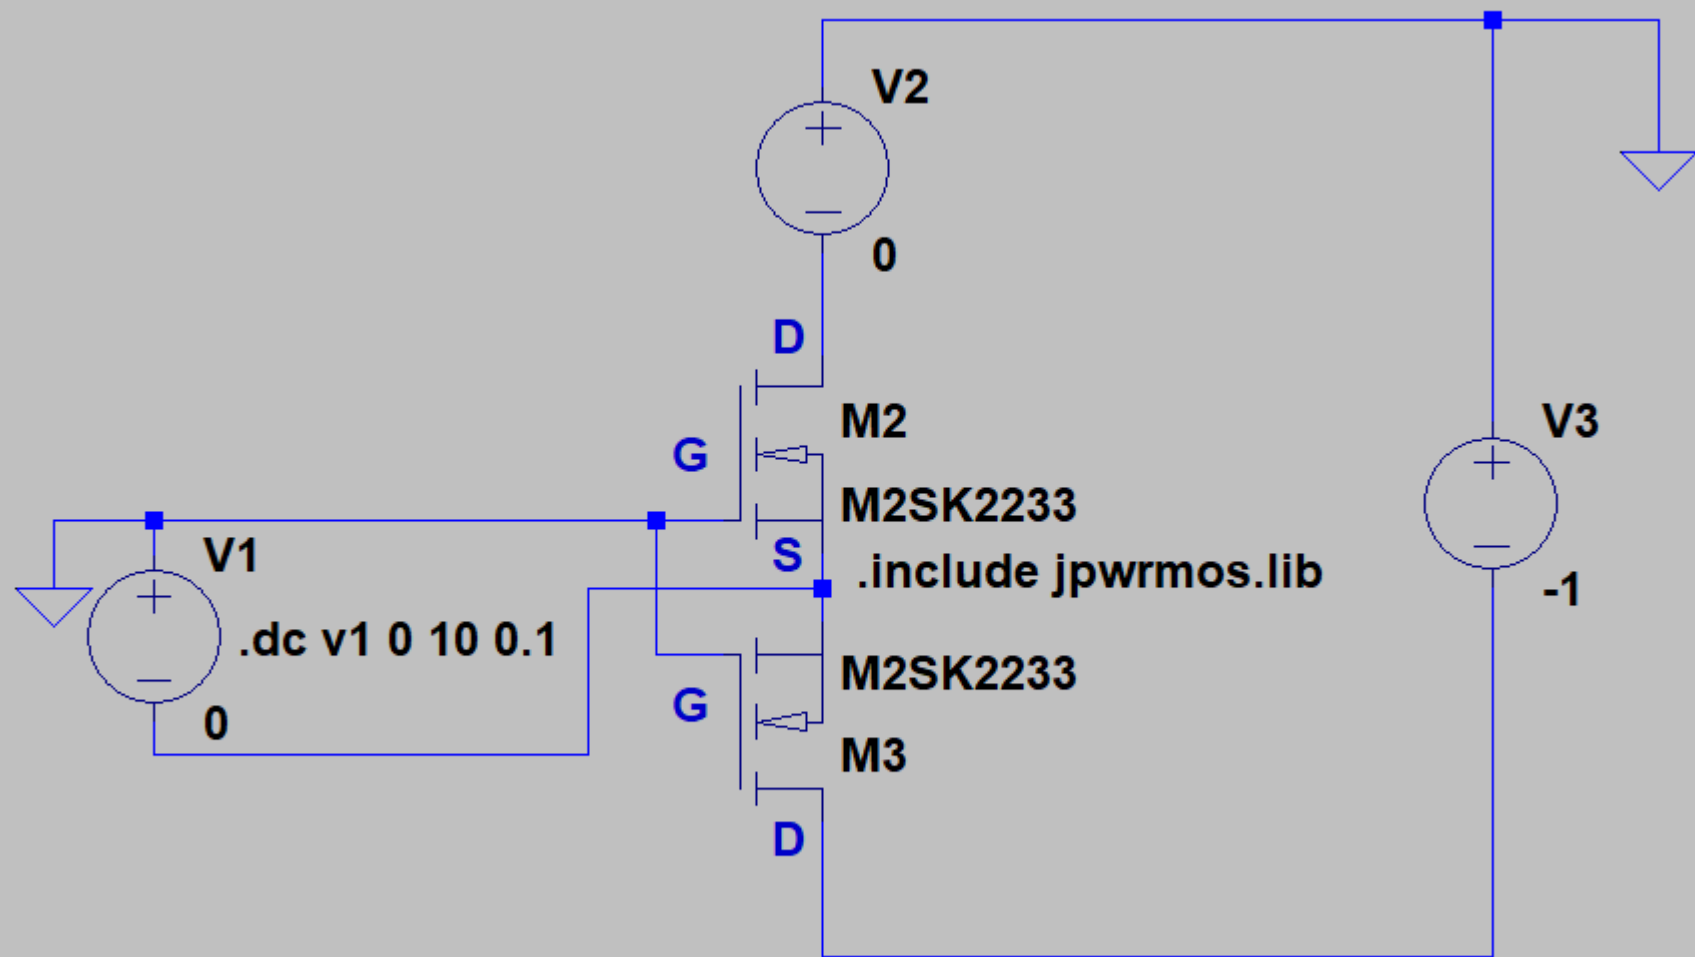 V2
0
D
M2
G
V3
M2SK2233
V1
S
.include jpwrmos.lib
-1
.dc v1 0 10 0.1
M2SK2233
G
0
M3
D